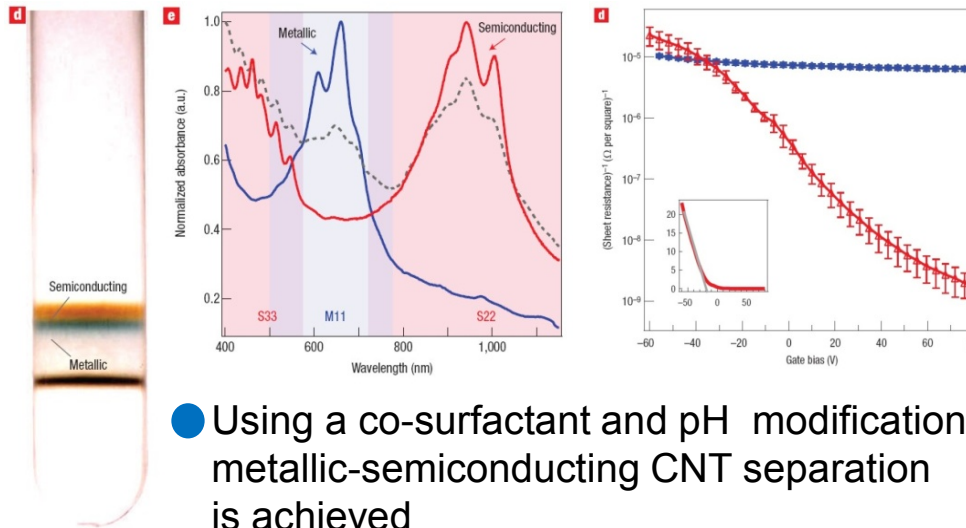 d
Semiconducting
Metallic
e
Normalized absorbance (a.u.)
1.0
0.8
0.6
0.4
0.2
Metallic
Semiconducting
S33
M11
S22
400
600
800
1,000
Wavelength (nm)
d
(Sheet resistance)⁻¹ (Ω per square)⁻¹
10⁻⁵
10⁻⁶
10⁻⁷
10⁻⁸
10⁻⁹
20
15
10
5
0
−50
0
50
−60
−40
−20
0
20
40
60
Gate bias (V)
Using a co-surfactant and pH modification
metallic-semiconducting CNT separation
is achieved